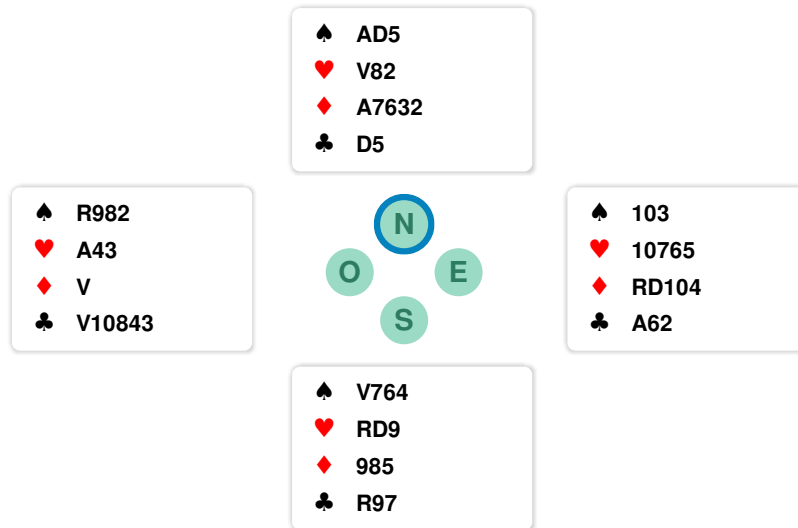 ♠ AD5
♥ V82
♦ A7632
♣ D5
♠ R982
♥ A43
♦ V
♣ V10843
N
O E
S
♠ 103
♥ 10765
♦ RD104
♣ A62
♠ V764
♥ RD9
♦ 985
♣ R97